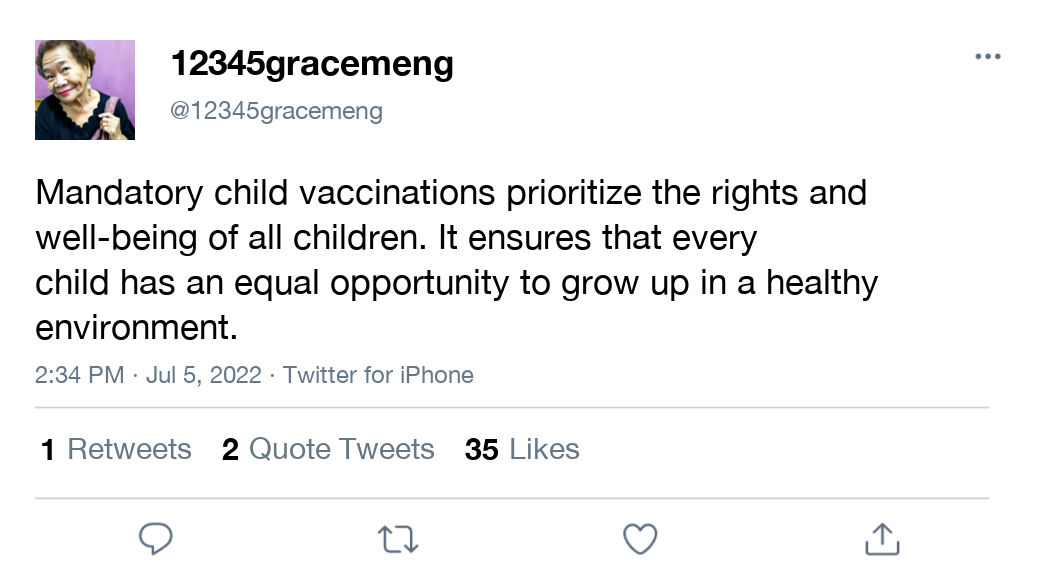 12345gracemeng
@12345gracemeng
Mandatory child vaccinations prioritize the rights and
well-being of all children. It ensures that every
child has an equal opportunity to grow up in a healthy
environment.
2:34 PM · Jul 5, 2022 · Twitter for iPhone
1 Retweets 2 Quote Tweets 35 Likes